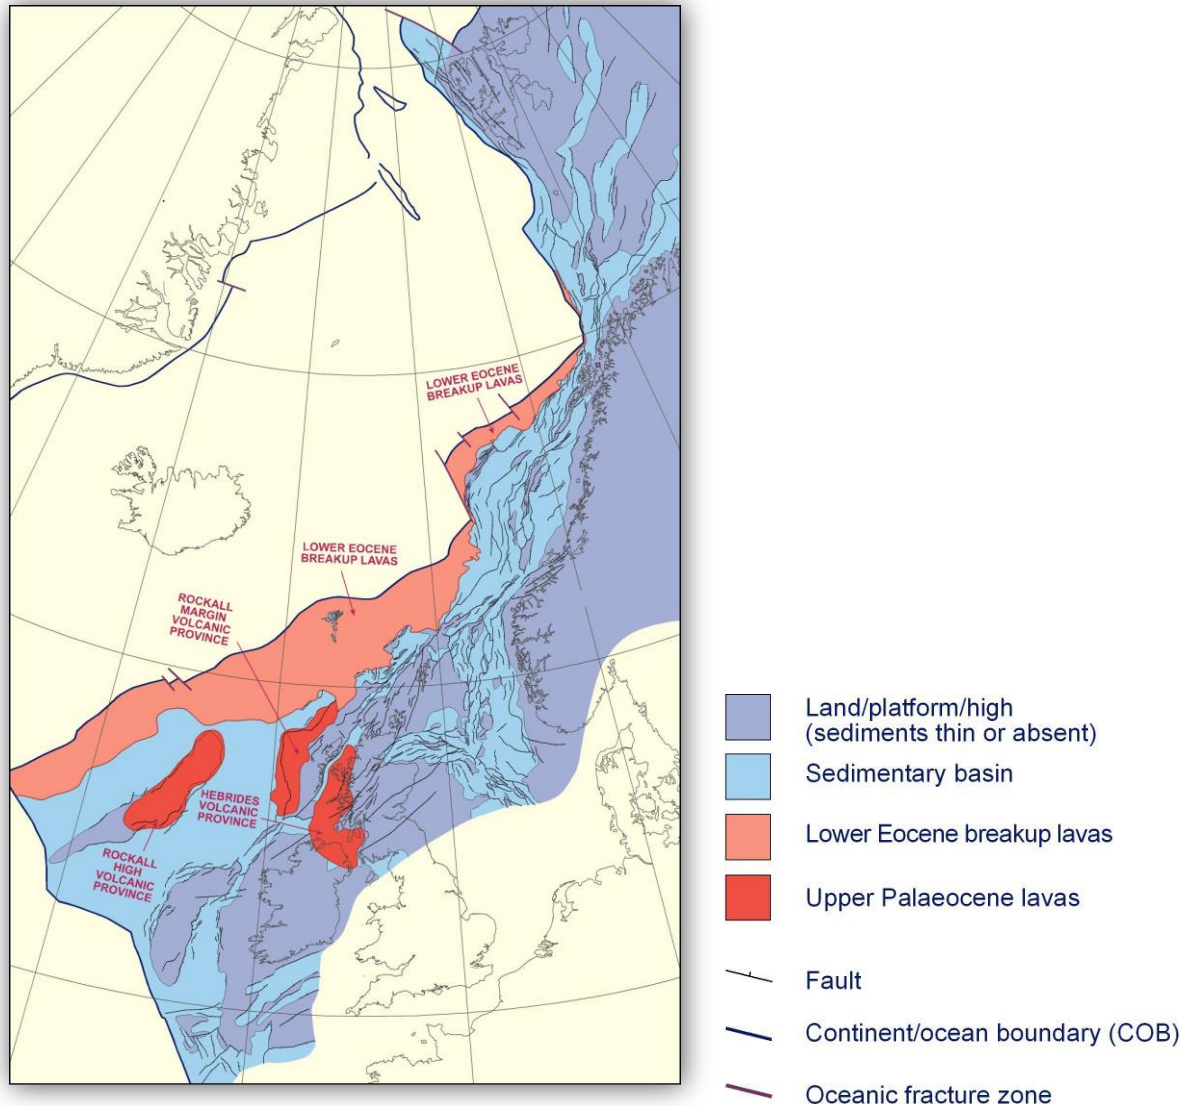 LOWER EOCENE
BREAKUP LAVAS
LOWER EOCENE
BREAKUP LAVAS
ROCKALL
MARGIN
VOLCANIC
PROVINCE
HEBRIDES
VOLCANIC
PROVINCE
ROCKALL
HIGH
VOLCANIC
PROVINCE
Land/platform/high
(sediments thin or absent)
Sedimentary basin
Lower Eocene breakup lavas
Upper Palaeocene lavas
Fault
Continent/ocean boundary (COB)
Oceanic fracture zone